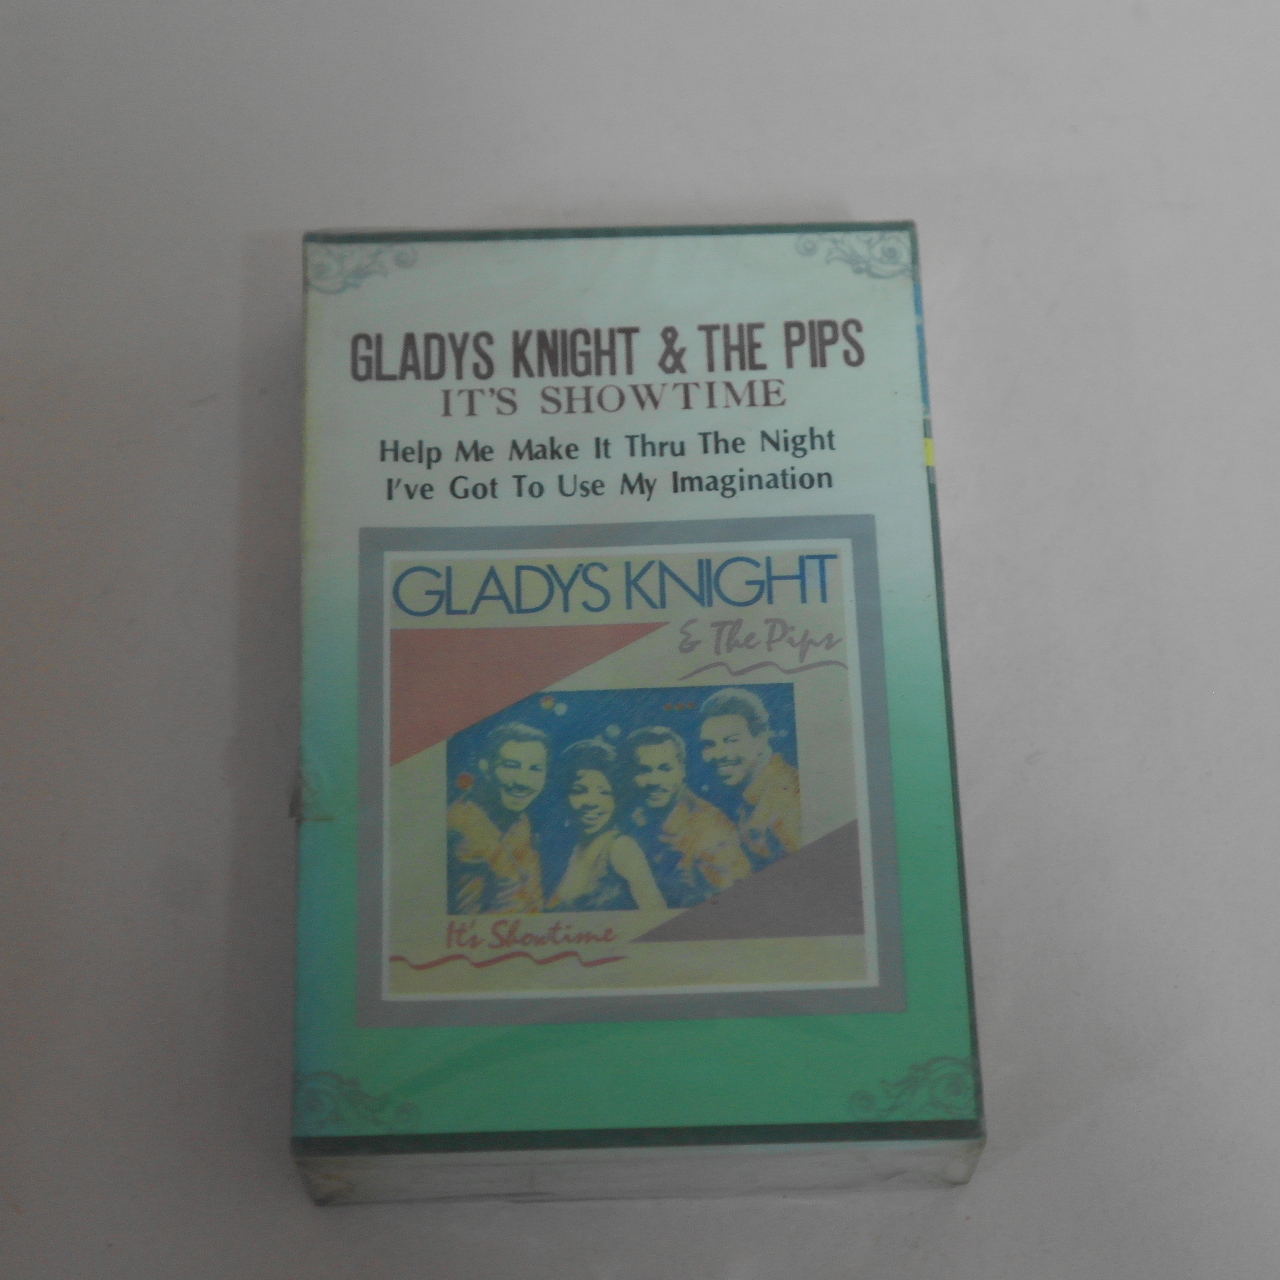 GLADYS KNIGHT & THE PIPS
IT'S SHOWTIME
Help Me Make It Thru The Night
I've Got To Use My Imagination
GLADYS KNIGHT
& The Pips
It's Showtime